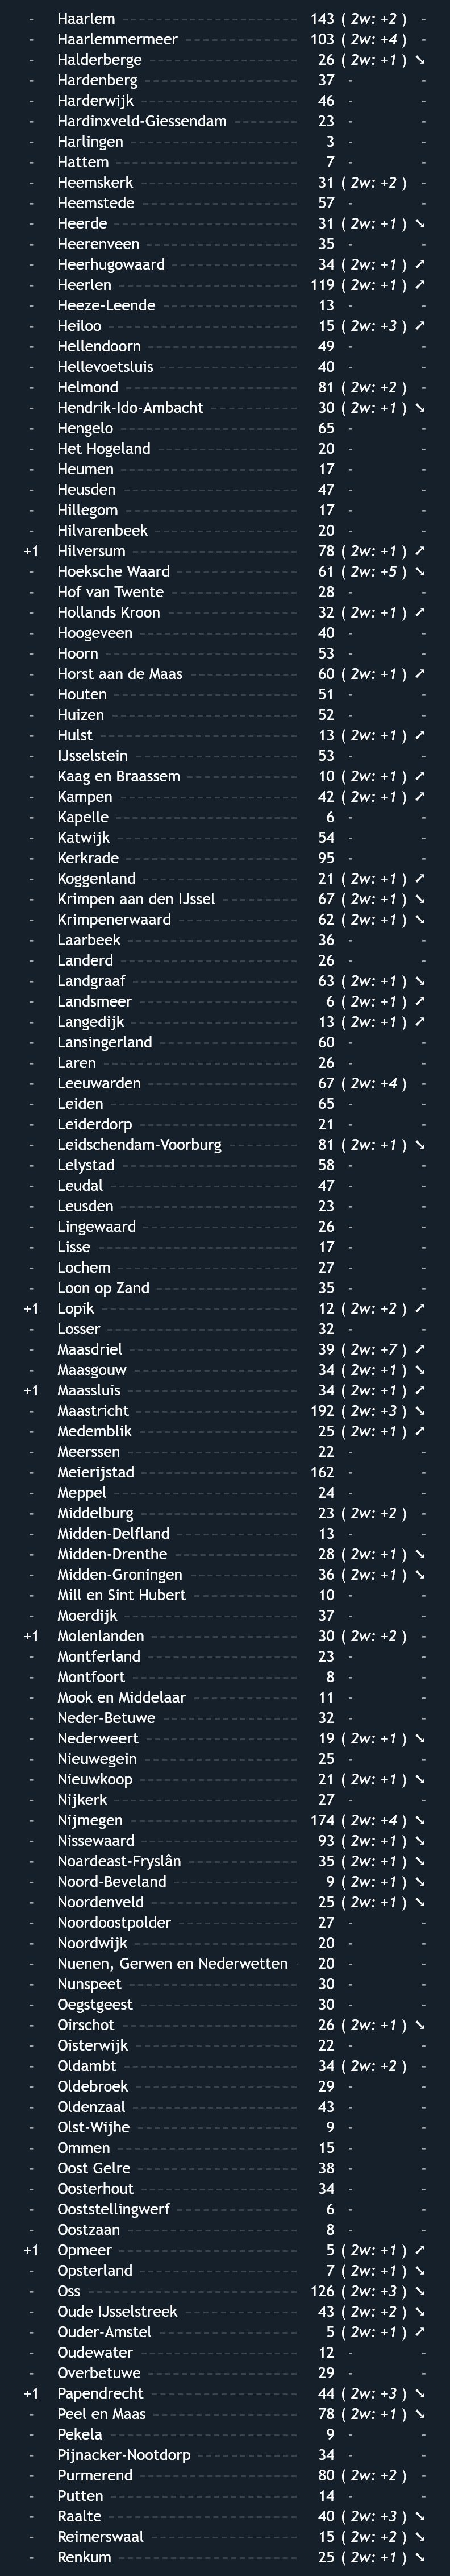 - Haarlem 143 ( 2w: +2 ) -
- Haarlemmermeer 103 ( 2w: +4 ) -
- Halderberge 26 ( 2w: +1 ) ➘
- Hardenberg 37 - -
- Harderwijk 46 - -
- Hardinxveld-Giessendam 23 - -
- Harlingen 3 - -
- Hattem 7 - -
- Heemskerk 31 ( 2w: +2 ) -
- Heemstede 57 - -
- Heerde 31 ( 2w: +1 ) ➘
- Heerenveen 35 - -
- Heerhugowaard 34 ( 2w: +1 ) ➚
- Heerlen 119 ( 2w: +1 ) ➚
- Heeze-Leende 13 - -
- Heiloo 15 ( 2w: +3 ) ➚
- Hellendoorn 49 - -
- Hellevoetsluis 40 - -
- Helmond 81 ( 2w: +2 ) -
- Hendrik-Ido-Ambacht 30 ( 2w: +1 ) ➘
- Hengelo 65 - -
- Het Hogeland 20 - -
- Heumen 17 - -
- Heusden 47 - -
- Hillegom 17 - -
- Hilvarenbeek 20 - -
+1 Hilversum 78 ( 2w: +1 ) ➚
- Hoeksche Waard 61 ( 2w: +5 ) ➘
- Hof van Twente 28 - -
- Hollands Kroon 32 ( 2w: +1 ) ➚
- Hoogeveen 40 - -
- Hoorn 53 - -
- Horst aan de Maas 60 ( 2w: +1 ) ➚
- Houten 51 - -
- Huizen 52 - -
- Hulst 13 ( 2w: +1 ) ➚
- IJsselstein 53 - -
- Kaag en Braassem 10 ( 2w: +1 ) ➚
- Kampen 42 ( 2w: +1 ) ➚
- Kapelle 6 - -
- Katwijk 54 - -
- Kerkrade 95 - -
- Koggenland 21 ( 2w: +1 ) ➚
- Krimpen aan den IJssel 67 ( 2w: +1 ) ➘
- Krimpenerwaard 62 ( 2w: +1 ) ➘
- Laarbeek 36 - -
- Landerd 26 - -
- Landgraaf 63 ( 2w: +1 ) ➘
- Landsmeer 6 ( 2w: +1 ) ➚
- Langedijk 13 ( 2w: +1 ) ➚
- Lansingerland 60 - -
- Laren 26 - -
- Leeuwarden 67 ( 2w: +4 ) -
- Leiden 65 - -
- Leiderdorp 21 - -
- Leidschendam-Voorburg 81 ( 2w: +1 ) ➘
- Lelystad 58 - -
- Leudal 47 - -
- Leusden 23 - -
- Lingewaard 26 - -
- Lisse 17 - -
- Lochem 27 - -
- Loon op Zand 35 - -
+1 Lopik 12 ( 2w: +2 ) ➚
- Losser 32 - -
- Maasdriel 39 ( 2w: +7 ) ➚
- Maasgouw 34 ( 2w: +1 ) ➘
+1 Maassluis 34 ( 2w: +1 ) ➚
- Maastricht 192 ( 2w: +3 ) ➘
- Medemblik 25 ( 2w: +1 ) ➚
- Meerssen 22 - -
- Meierijstad 162 - -
- Meppel 24 - -
- Middelburg 23 ( 2w: +2 ) -
- Midden-Delfland 13 - -
- Midden-Drenthe 28 ( 2w: +1 ) ➘
- Midden-Groningen 36 ( 2w: +1 ) ➘
- Mill en Sint Hubert 10 - -
- Moerdijk 37 - -
+1 Molenlanden 30 ( 2w: +2 ) -
- Montferland 23 - -
- Montfoort 8 - -
- Mook en Middelaar 11 - -
- Neder-Betuwe 32 - -
- Nederweert 19 ( 2w: +1 ) ➘
- Nieuwegein 25 - -
- Nieuwkoop 21 ( 2w: +1 ) ➘
- Nijkerk 27 - -
- Nijmegen 174 ( 2w: +4 ) ➘
- Nissewaard 93 ( 2w: +1 ) ➘
- Noardeast-Fryslân 35 ( 2w: +1 ) ➘
- Noord-Beveland 9 ( 2w: +1 ) ➘
- Noordenveld 25 ( 2w: +1 ) ➘
- Noordoostpolder 27 - -
- Noordwijk 20 - -
- Nuenen, Gerwen en Nederwetten 20 - -
- Nunspeet 30 - -
- Oegstgeest 30 - -
- Oirschot 26 ( 2w: +1 ) ➘
- Oisterwijk 22 - -
- Oldambt 34 ( 2w: +2 ) -
- Oldebroek 29 - -
- Oldenzaal 43 - -
- Olst-Wijhe 9 - -
- Ommen 15 - -
- Oost Gelre 38 - -
- Oosterhout 34 - -
- Ooststellingwerf 6 - -
- Oostzaan 8 - -
+1 Opmeer 5 ( 2w: +1 ) ➚
- Opsterland 7 ( 2w: +1 ) ➘
- Oss 126 ( 2w: +3 ) ➘
- Oude IJsselstreek 43 ( 2w: +2 ) ➘
- Ouder-Amstel 5 ( 2w: +1 ) ➚
- Oudewater 12 - -
- Overbetuwe 29 - -
+1 Papendrecht 44 ( 2w: +3 ) ➘
- Peel en Maas 78 ( 2w: +1 ) ➘
- Pekela 9 - -
- Pijnacker-Nootdorp 34 - -
- Purmerend 80 ( 2w: +2 ) -
- Putten 14 - -
- Raalte 40 ( 2w: +3 ) ➘
- Reimerswaal 15 ( 2w: +2 ) ➘
- Renkum 25 ( 2w: +1 ) ➘